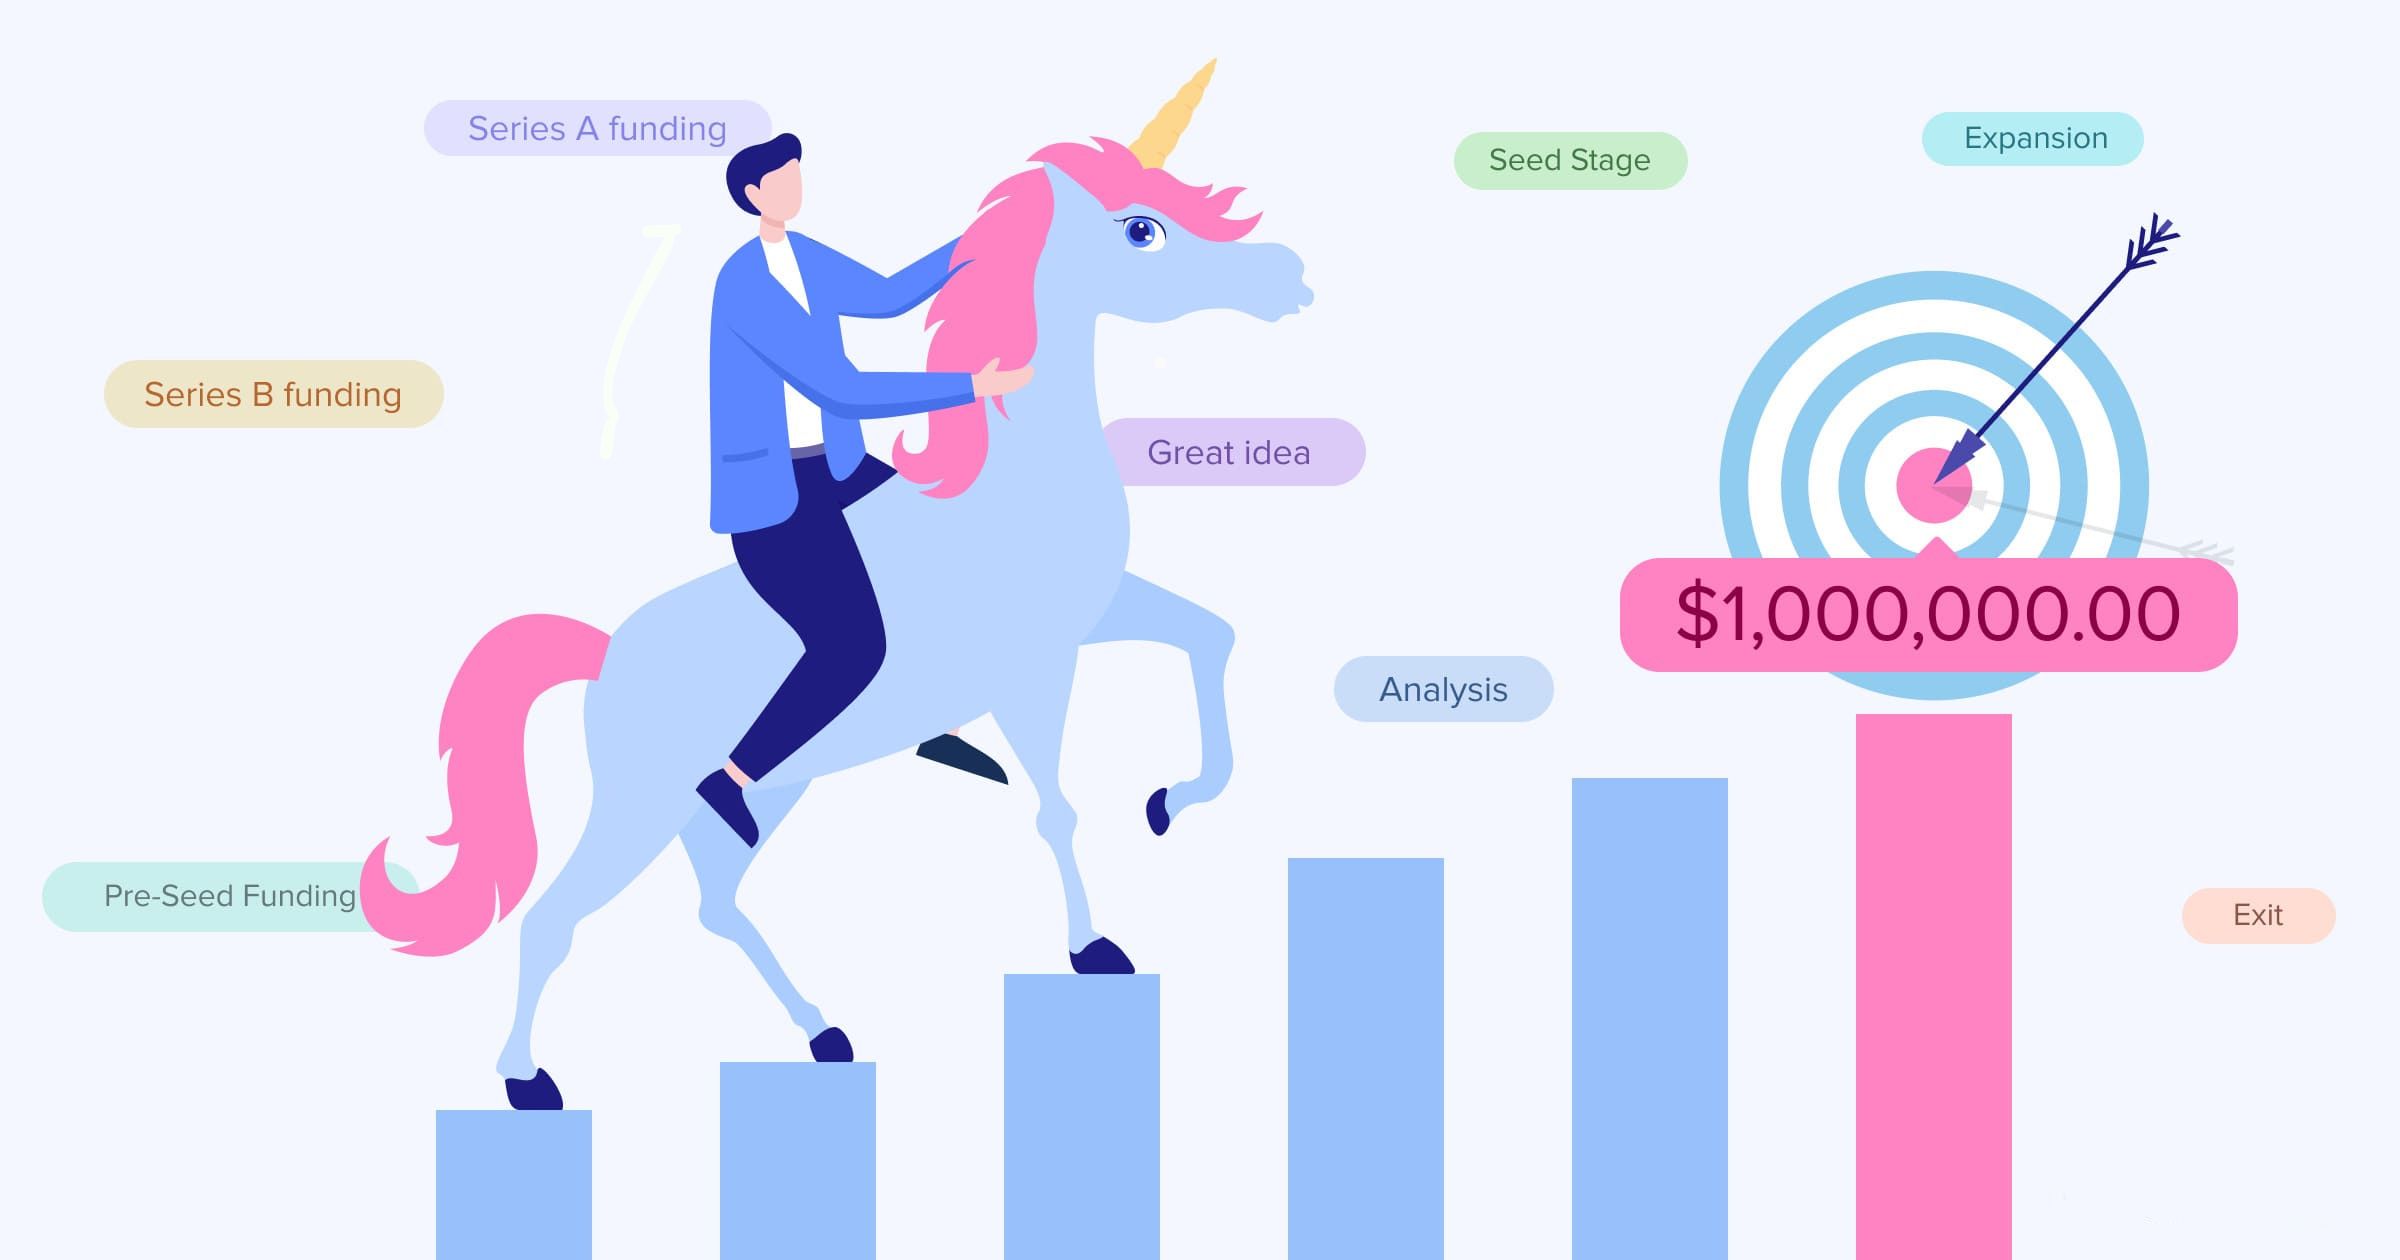 Series A funding
Seed Stage
Expansion
Series B funding
Great idea
$1,000,000.00
Analysis
Pre-Seed Funding
Exit